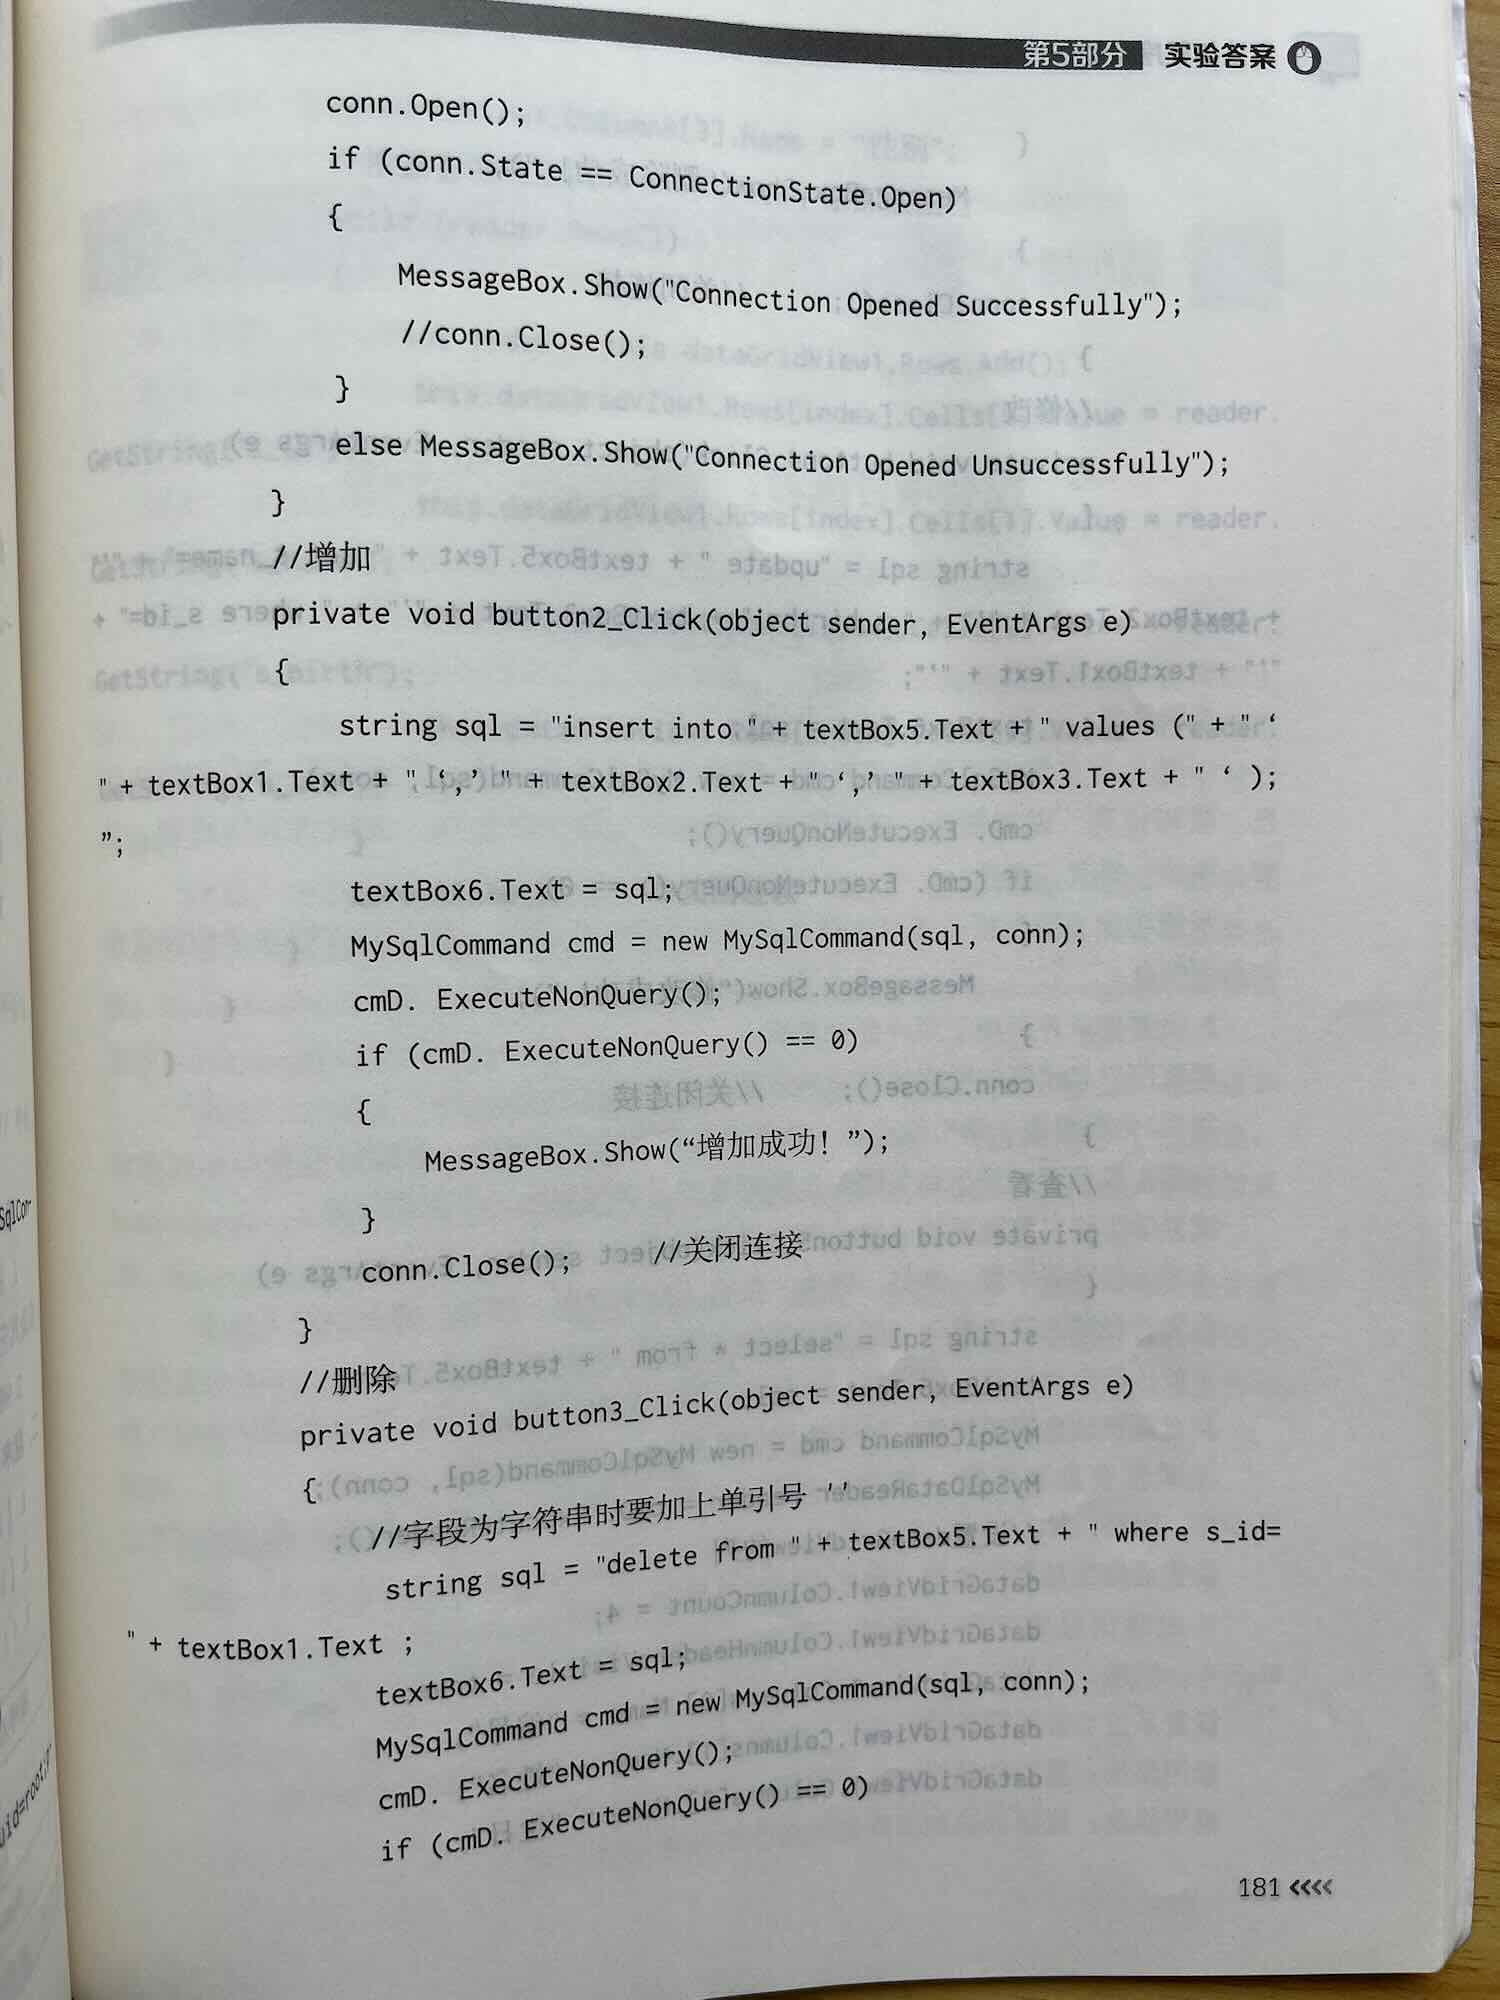 第5部分 实验答案
conn.Open();
if (conn.State == ConnectionState.Open)
{
MessageBox.Show("Connection Opened Successfully");
//conn.Close();
}
else MessageBox.Show("Connection Opened Unsuccessfully");
}
//增加
private void button2_Click(object sender, EventArgs e)
{
string sql = "insert into " + textBox5.Text + " values (" + " ‘
" + textBox1.Text + " ‘,’ " + textBox2.Text + " ‘,’ " + textBox3.Text + " ‘ );
”;
textBox6.Text = sql;
MySqlCommand cmd = new MySqlCommand(sql, conn);
cmD. ExecuteNonQuery();
if (cmD. ExecuteNonQuery() == 0)
{
MessageBox.Show(“增加成功！”);
}
conn.Close(); //关闭连接
}
//删除
private void button3_Click(object sender, EventArgs e)
{
//字段为字符串时要加上单引号 ''
string sql = "delete from " + textBox5.Text + " where s_id=
" + textBox1.Text ;
textBox6.Text = sql;
MySqlCommand cmd = new MySqlCommand(sql, conn);
cmD. ExecuteNonQuery();
if (cmD. ExecuteNonQuery() == 0)
181